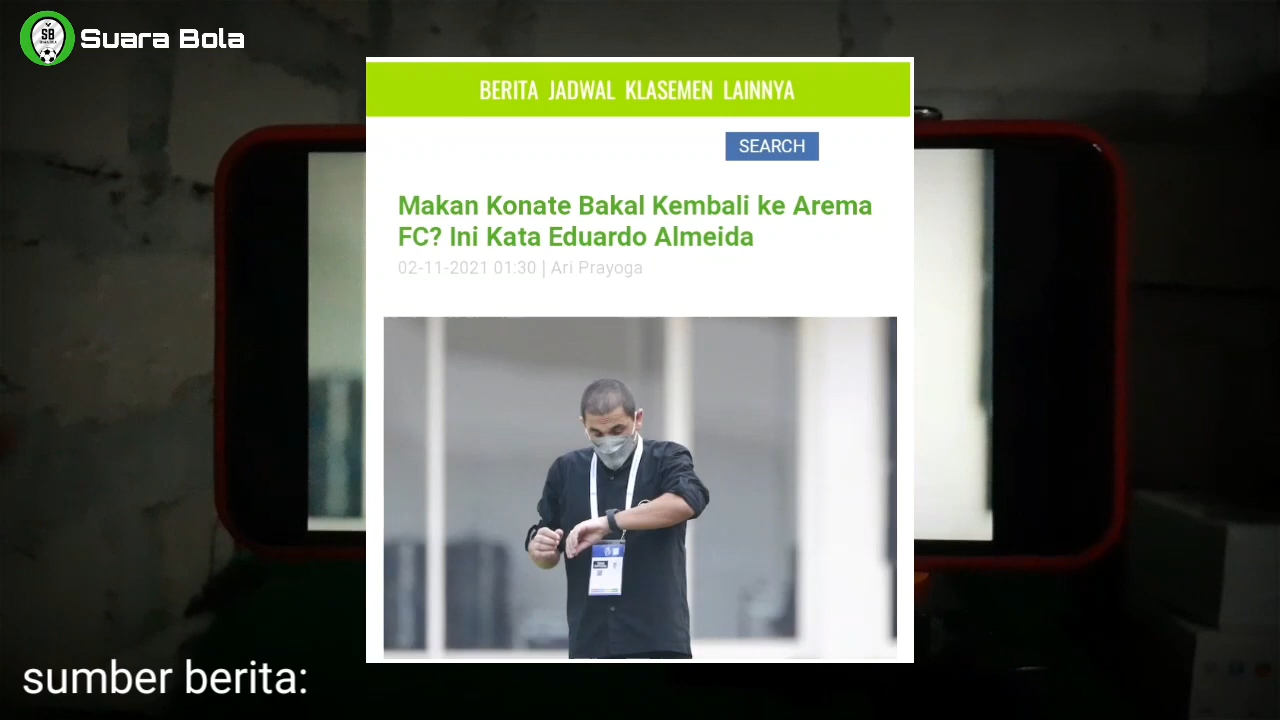 SB
Suara Bola
BERITA JADWAL KLASEMEN LAINNYA
SEARCH
Makan Konate Bakal Kembali ke Arema
FC? Ini Kata Eduardo Almeida
02-11-2021 01:30 | Ari Prayoga
sumber berita: